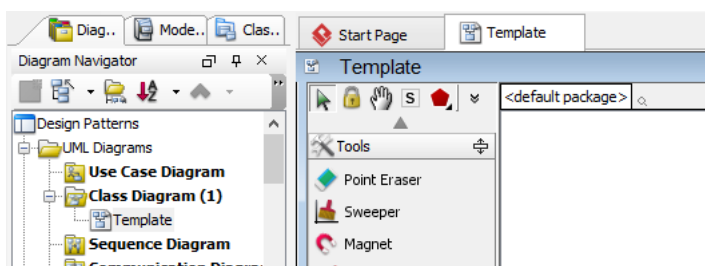 Diag.. Mode.. Clas..
Start Page
Template
Diagram Navigator
Template
S
<default package>
Design Patterns
UML Diagrams
Use Case Diagram
Class Diagram (1)
Template
Sequence Diagram
Tools
Point Eraser
Sweeper
Magnet